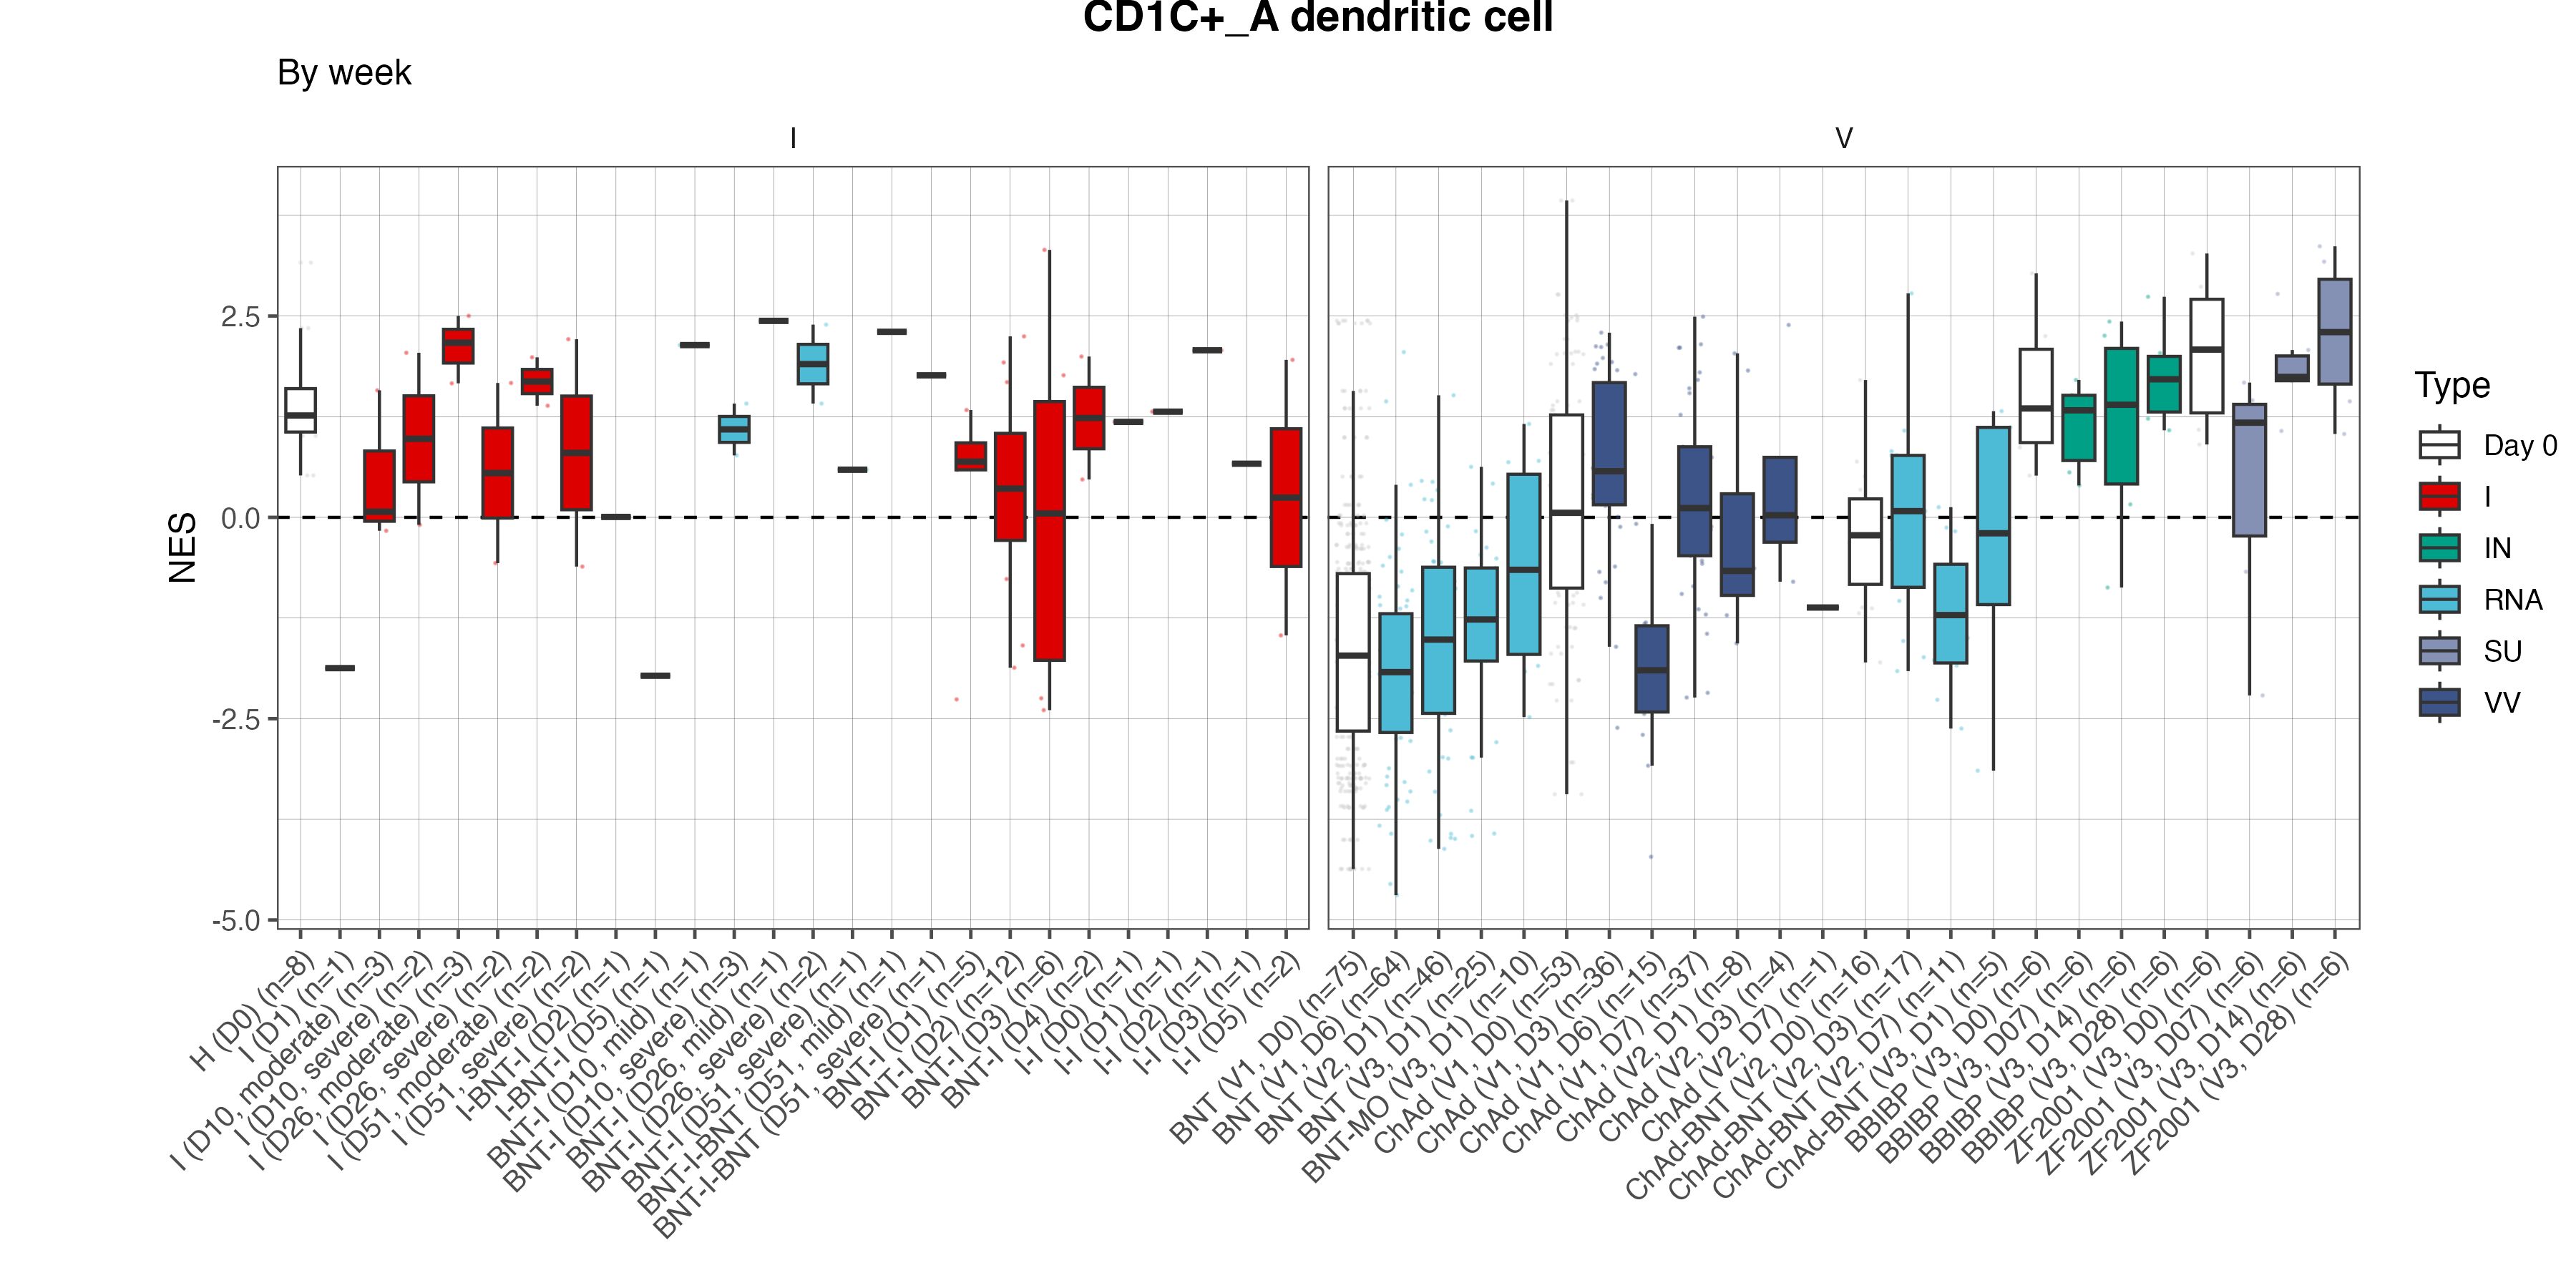 CD1C+_A dendritic cell
By week
I
V
NES
2.5
0.0
-2.5
-5.0
H (D0) (n=8)
I (D1) (n=1)
I (D10, moderate) (n=3)
I (D10, severe) (n=2)
I (D26, moderate) (n=3)
I (D26, severe) (n=2)
I (D51, moderate) (n=2)
I (D51, severe) (n=2)
I-BNT-I (D2) (n=1)
I-BNT-I (D5) (n=1)
BNT-I (D10, mild) (n=1)
BNT-I (D10, severe) (n=3)
BNT-I (D26, mild) (n=1)
BNT-I (D26, severe) (n=2)
BNT-I (D51, severe) (n=1)
BNT-I-BNT (D51, mild) (n=1)
BNT-I-BNT (D51, severe) (n=1)
BNT-I (D1) (n=5)
BNT-I (D2) (n=12)
BNT-I (D3) (n=6)
BNT-I (D4) (n=2)
I-I (D0) (n=1)
I-I (D1) (n=1)
I-I (D2) (n=1)
I-I (D3) (n=1)
I-I (D5) (n=2)
BNT (V1, D0) (n=75)
BNT (V1, D6) (n=64)
BNT (V2, D1) (n=46)
BNT (V3, D1) (n=25)
BNT-MO (V3, D1) (n=10)
ChAd (V1, D0) (n=53)
ChAd (V1, D3) (n=36)
ChAd (V1, D6) (n=15)
ChAd (V1, D7) (n=37)
ChAd (V2, D1) (n=8)
ChAd (V2, D3) (n=4)
ChAd (V2, D7) (n=1)
ChAd-BNT (V2, D0) (n=16)
ChAd-BNT (V2, D3) (n=17)
ChAd-BNT (V2, D7) (n=11)
ChAd-BNT (V3, D1) (n=5)
BBIBP (V3, D0) (n=6)
BBIBP (V3, D07) (n=6)
BBIBP (V3, D14) (n=6)
BBIBP (V3, D28) (n=6)
ZF2001 (V3, D0) (n=6)
ZF2001 (V3, D07) (n=6)
ZF2001 (V3, D14) (n=6)
ZF2001 (V3, D28) (n=6)
Type
Day 0
I
IN
RNA
SU
VV